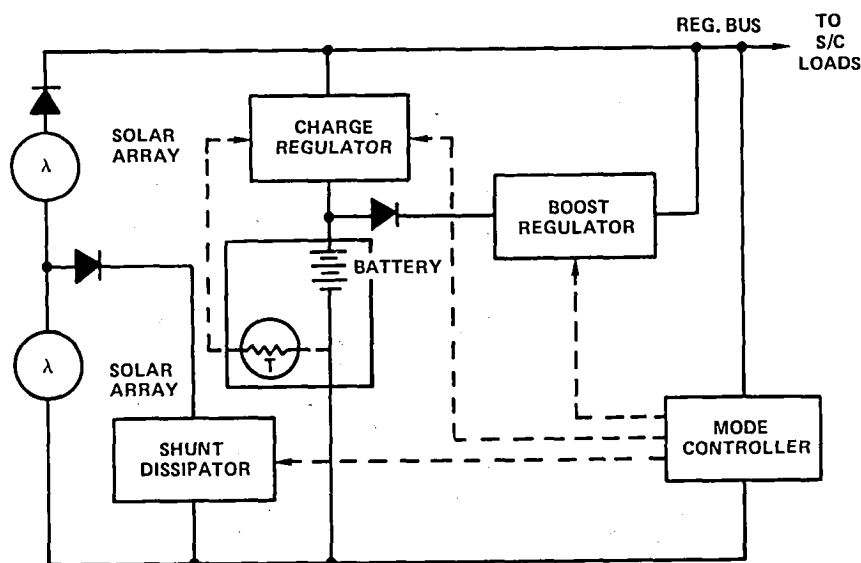 REG. BUS
TO
S/C
LOADS
SOLAR
ARRAY
λ
CHARGE
REGULATOR
BOOST
REGULATOR
BATTERY
T
λ
SOLAR
ARRAY
SHUNT
DISSIPATOR
MODE
CONTROLLER